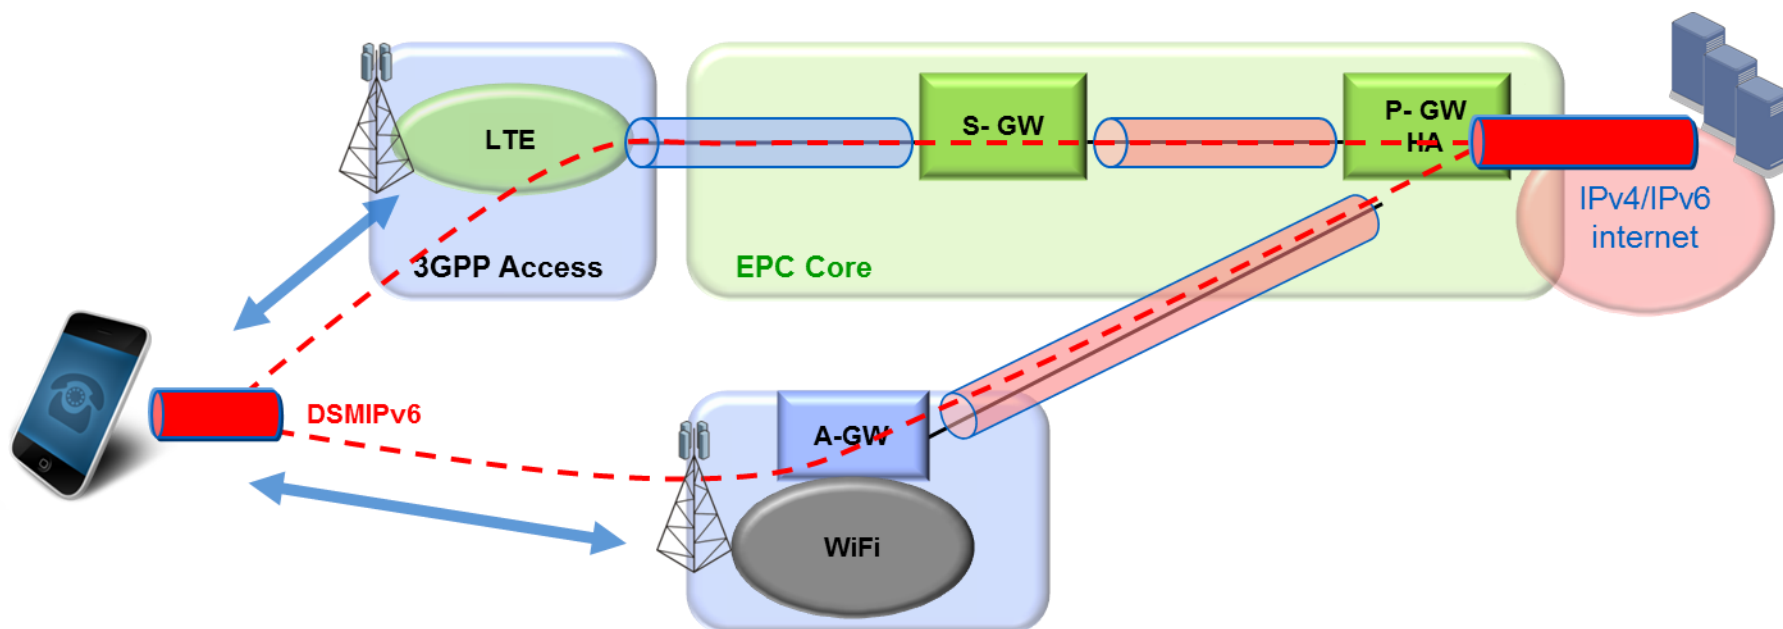 LTE
S- GW
P- GW
HA
IPv4/IPv6
internet
3GPP Access
EPC Core
DSMIPv6
A-GW
WiFi